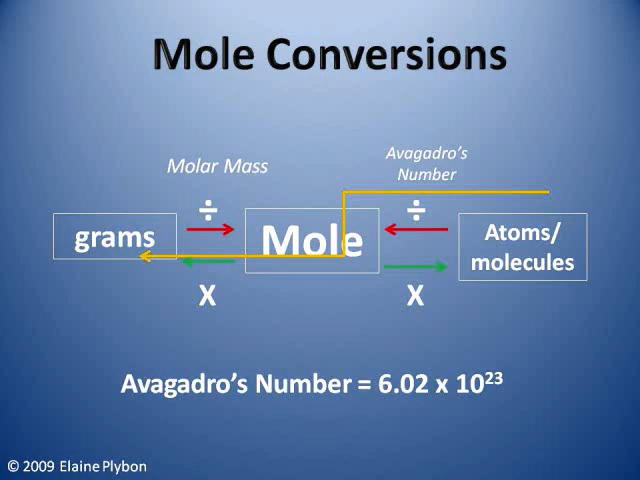 Mole Conversions
Molar Mass
Avagadro's
Number
÷
÷
grams
Mole
Atoms/
molecules
X
X
Avagadro's Number = 6.02 x 10²³
© 2009 Elaine Plybon